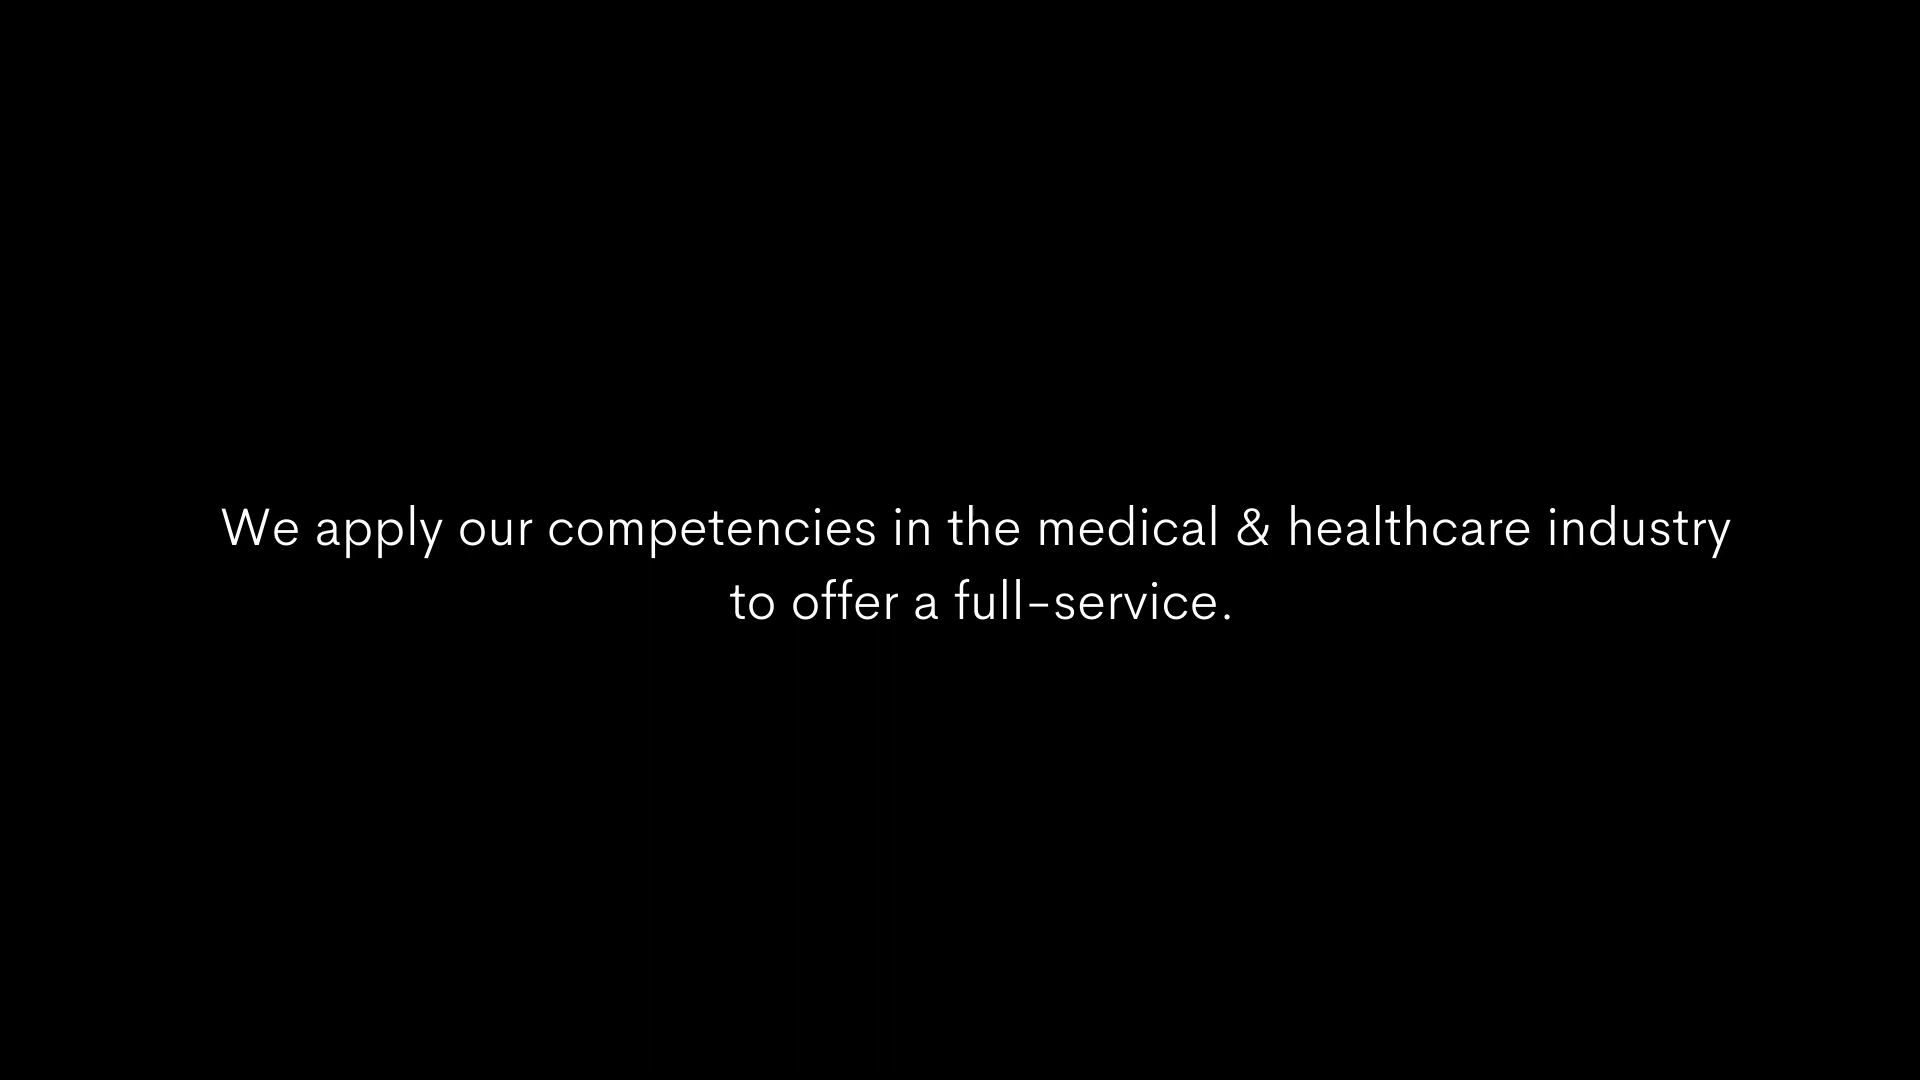 We apply our competencies in the medical & healthcare industry
to offer a full-service.